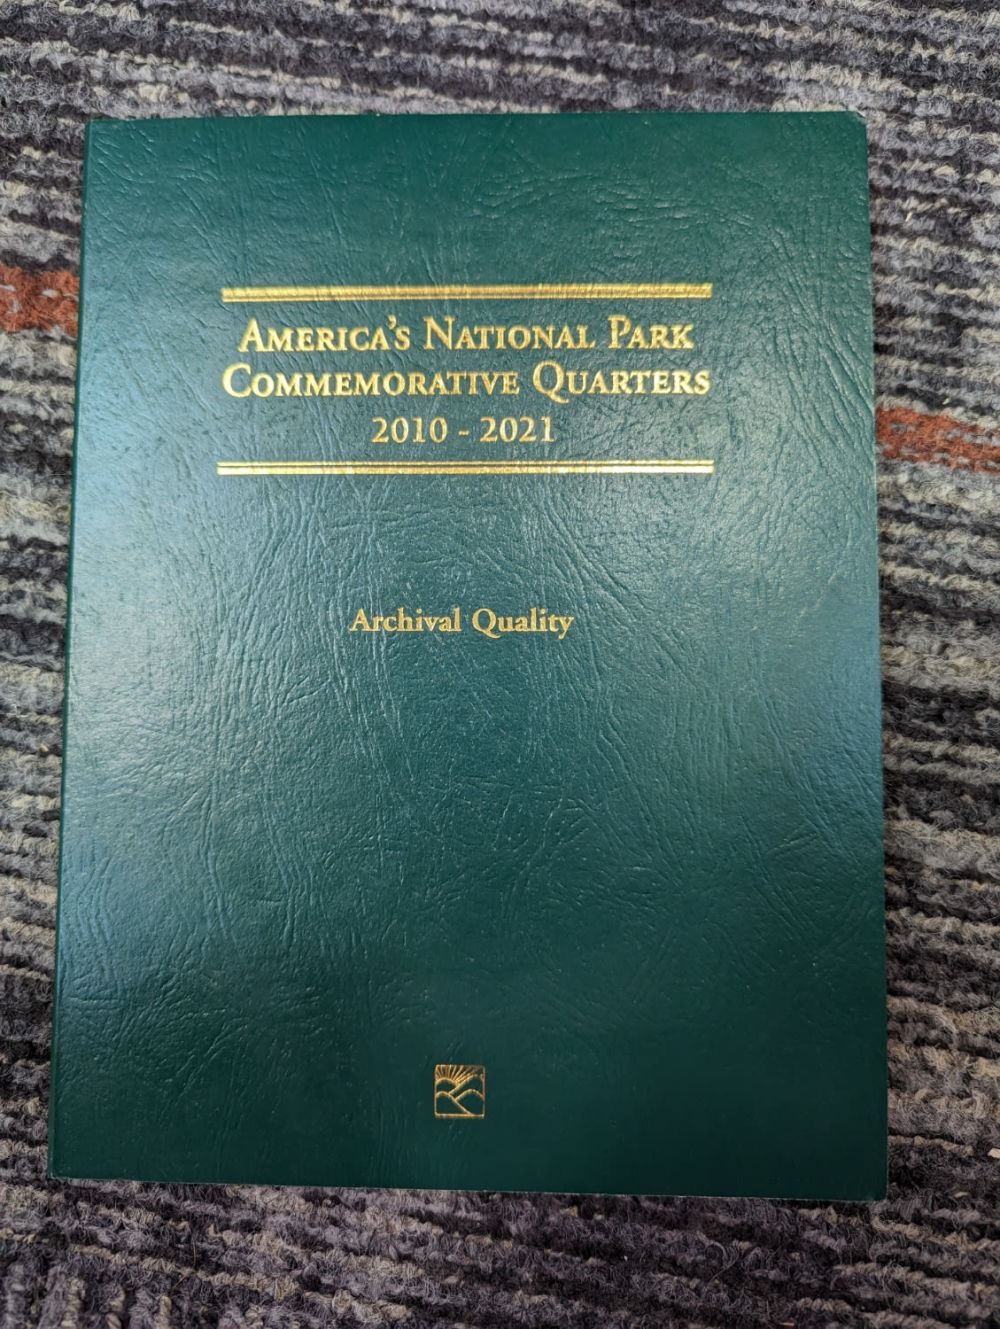 America's National Park
Commemorative Quarters
2010 - 2021
Archival Quality